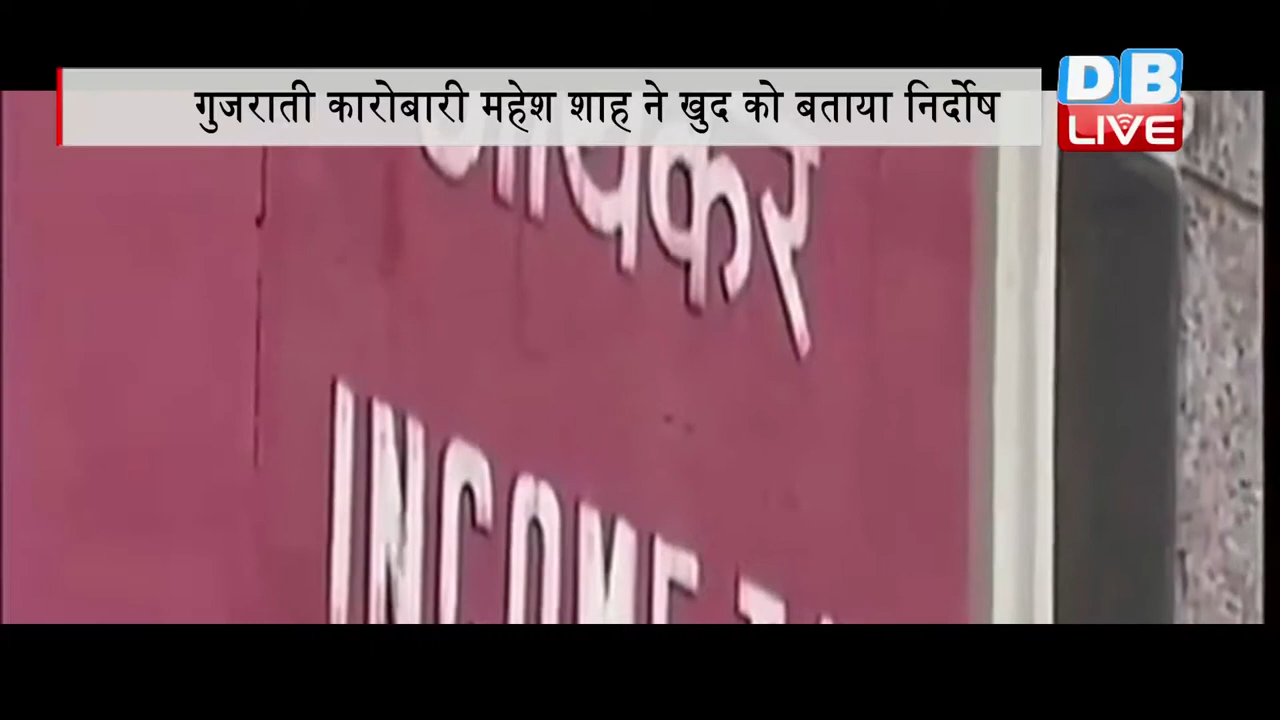 गुजराती कारोबारी महेश शाह ने खुद को बताया निर्दोष
DB
LIVE
आयकर
INCOME